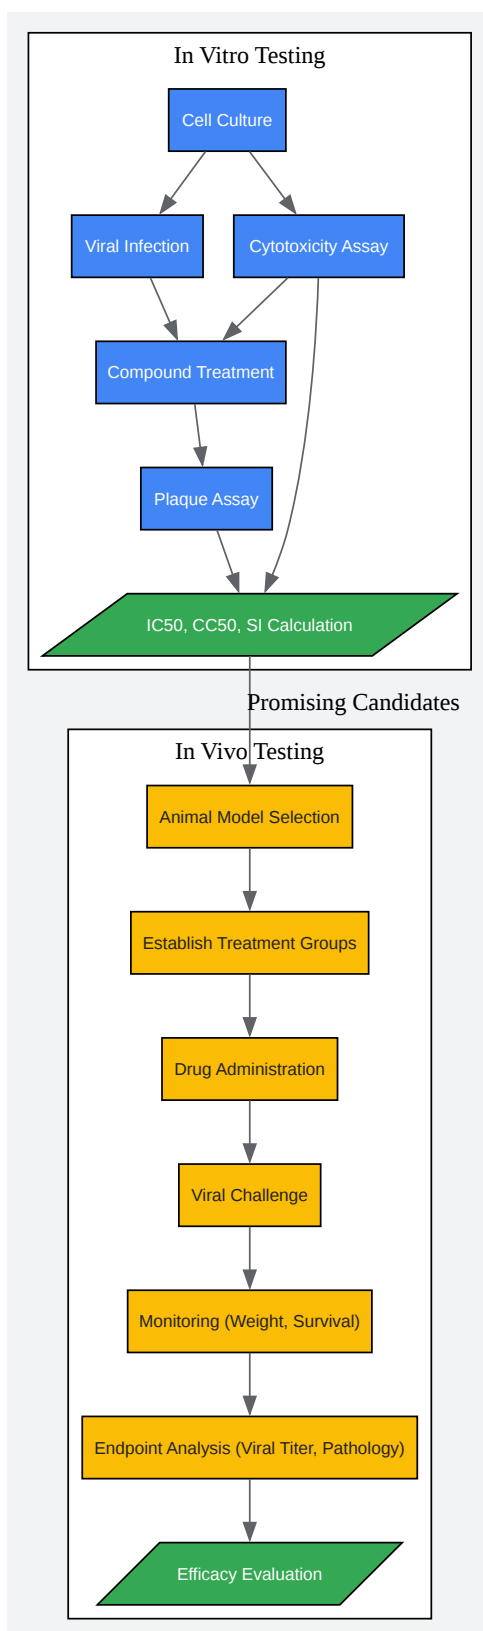 In Vitro Testing
Cell Culture
Viral Infection
Cytotoxicity Assay
Compound Treatment
Plaque Assay
IC50, CC50, SI Calculation
Promising Candidates
In Vivo Testing
Animal Model Selection
Establish Treatment Groups
Drug Administration
Viral Challenge
Monitoring (Weight, Survival)
Endpoint Analysis (Viral Titer, Pathology)
Efficacy Evaluation